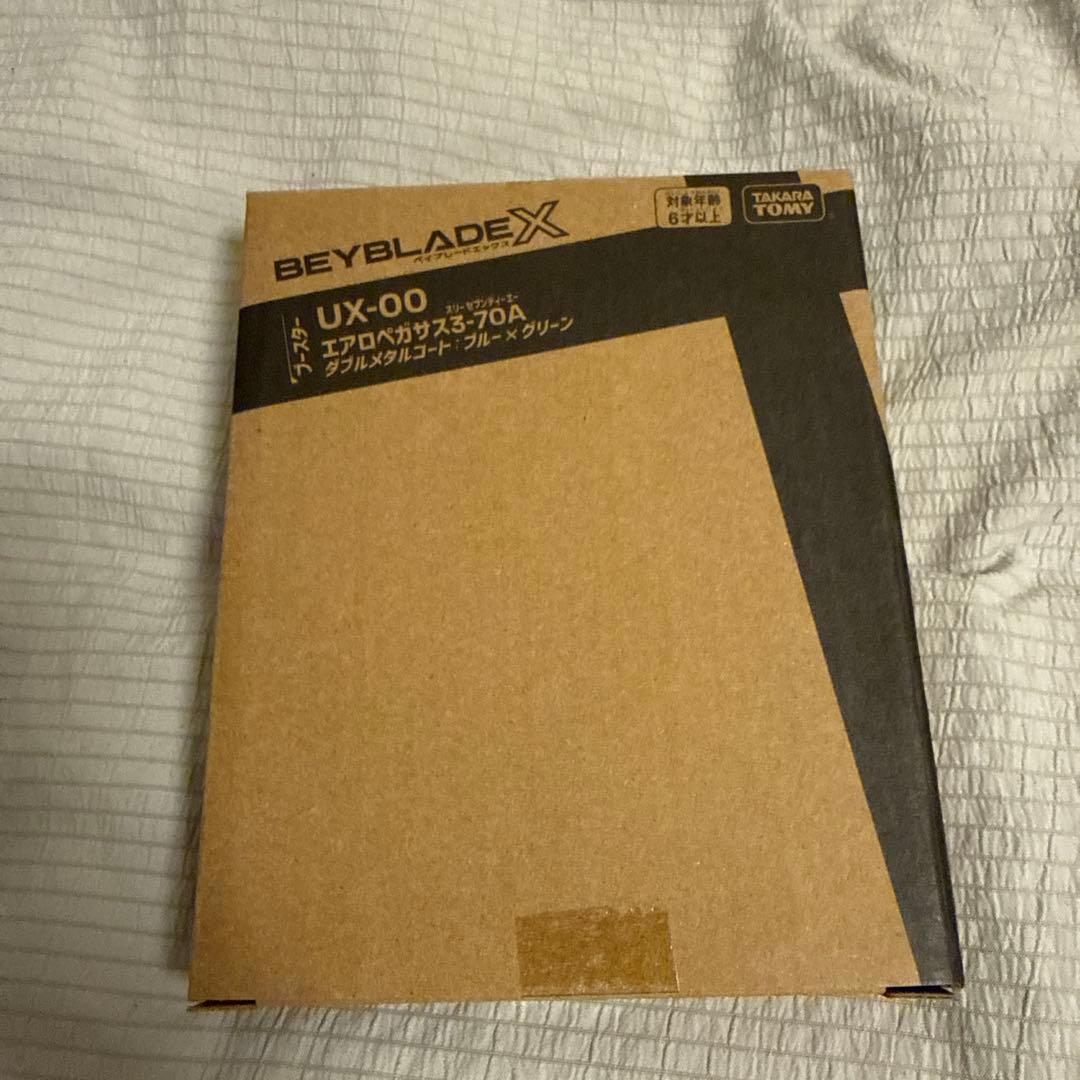 BEYBLADE X
ベイブレードエックス
対象年齢
6才以上
TAKARA
TOMY
ブースター
UX-00
スリーセブンティーエー
エアロペガサス3-70A
ダブルメタルコート:ブルー×グリーン